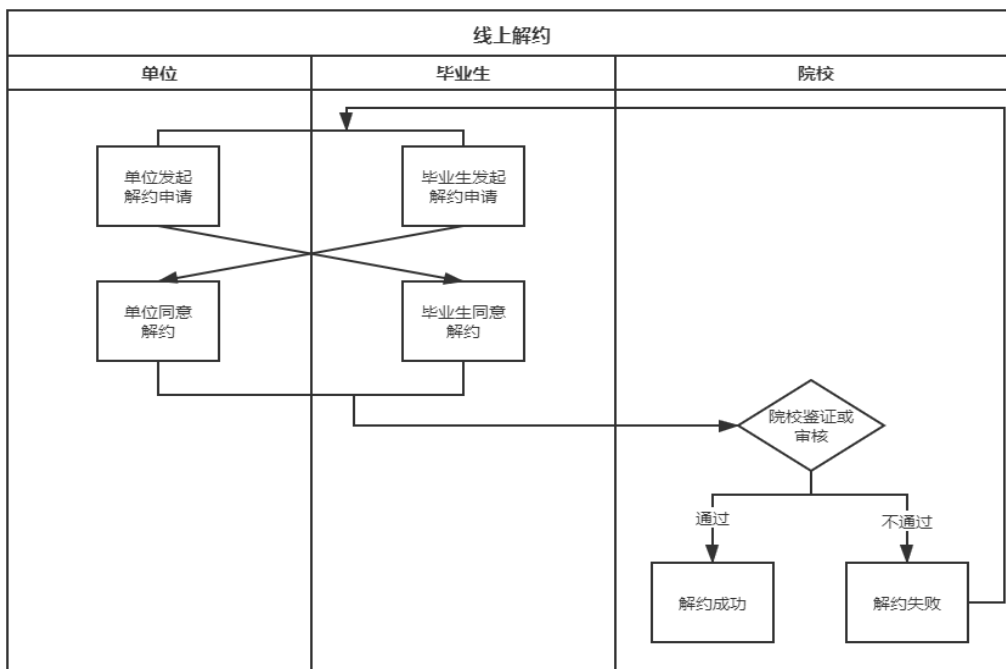 线上解约
单位
毕业生
院校
单位发起
解约申请
毕业生发起
解约申请
单位同意
解约
毕业生同意
解约
院校鉴证或
审核
通过
不通过
解约成功
解约失败